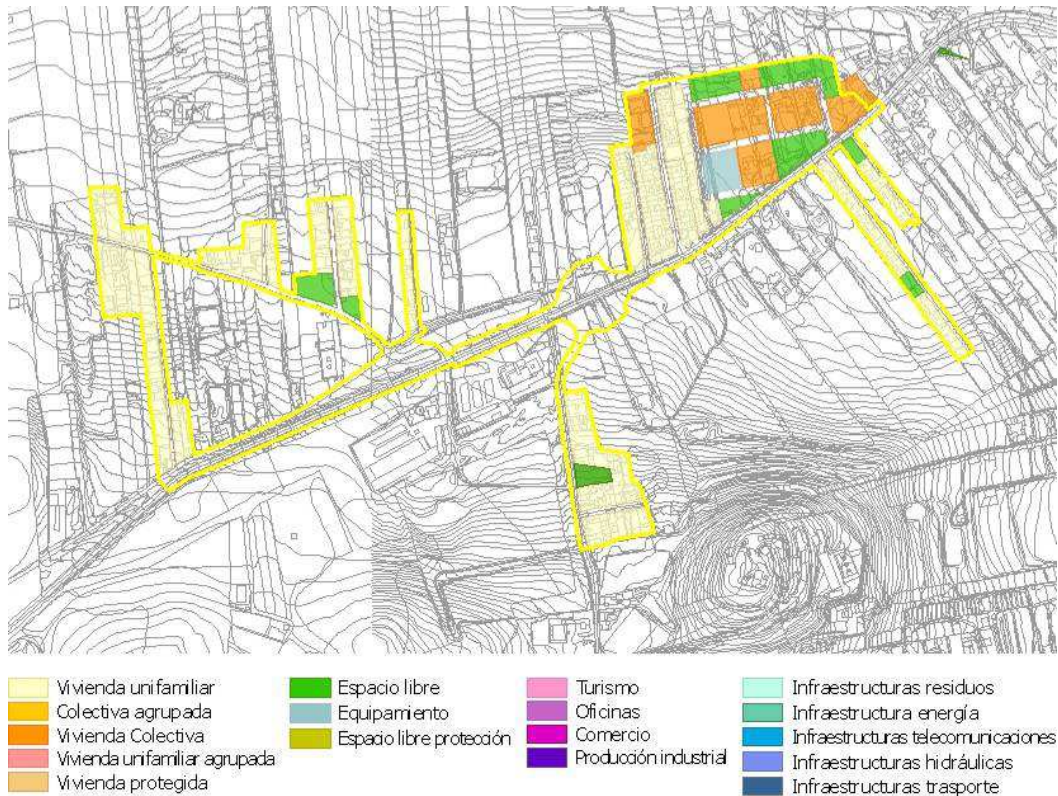 Vivienda unifamiliar
Colectiva agrupada
Vivienda Colectiva
Vivienda unifamiliar agrupada
Vivienda protegida
Espacio libre
Equipamiento
Espacio libre protección
Turismo
Oficinas
Comercio
Producción industrial
Infraestructuras residuos
Infraestructura energía
Infraestructuras telecomunicaciones
Infraestructuras hidráulicas
Infraestructuras trasporte